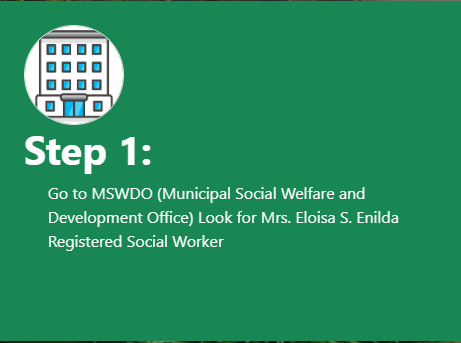 Step 1:
Go to MSWDO (Municipal Social Welfare and
Development Office) Look for Mrs. Eloisa S. Enilda
Registered Social Worker